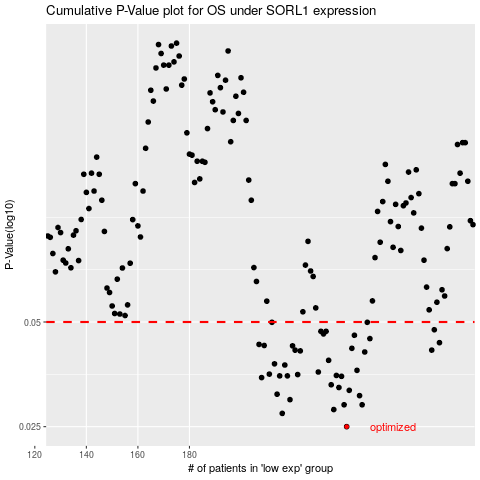 Cumulative P-Value plot for OS under SORL1 expression
P-Value(log10)
0.05
0.025
optimized
120 140 160 180
# of patients in 'low exp' group